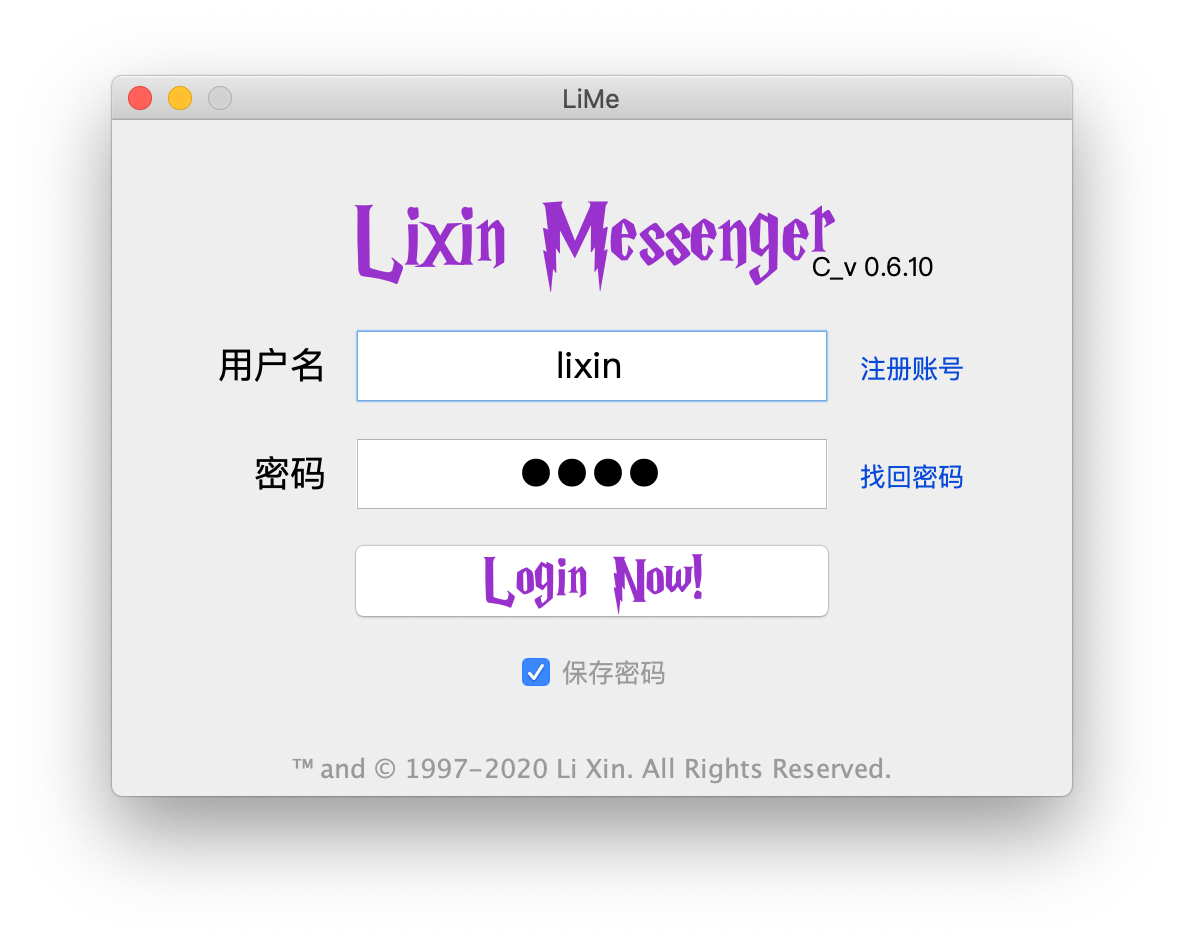 LiMe
Lixin Messenger
C_v 0.6.10
用户名 lixin 注册账号
密码 ●●●● 找回密码
Login Now!
保存密码
™ and © 1997-2020 Li Xin. All Rights Reserved.